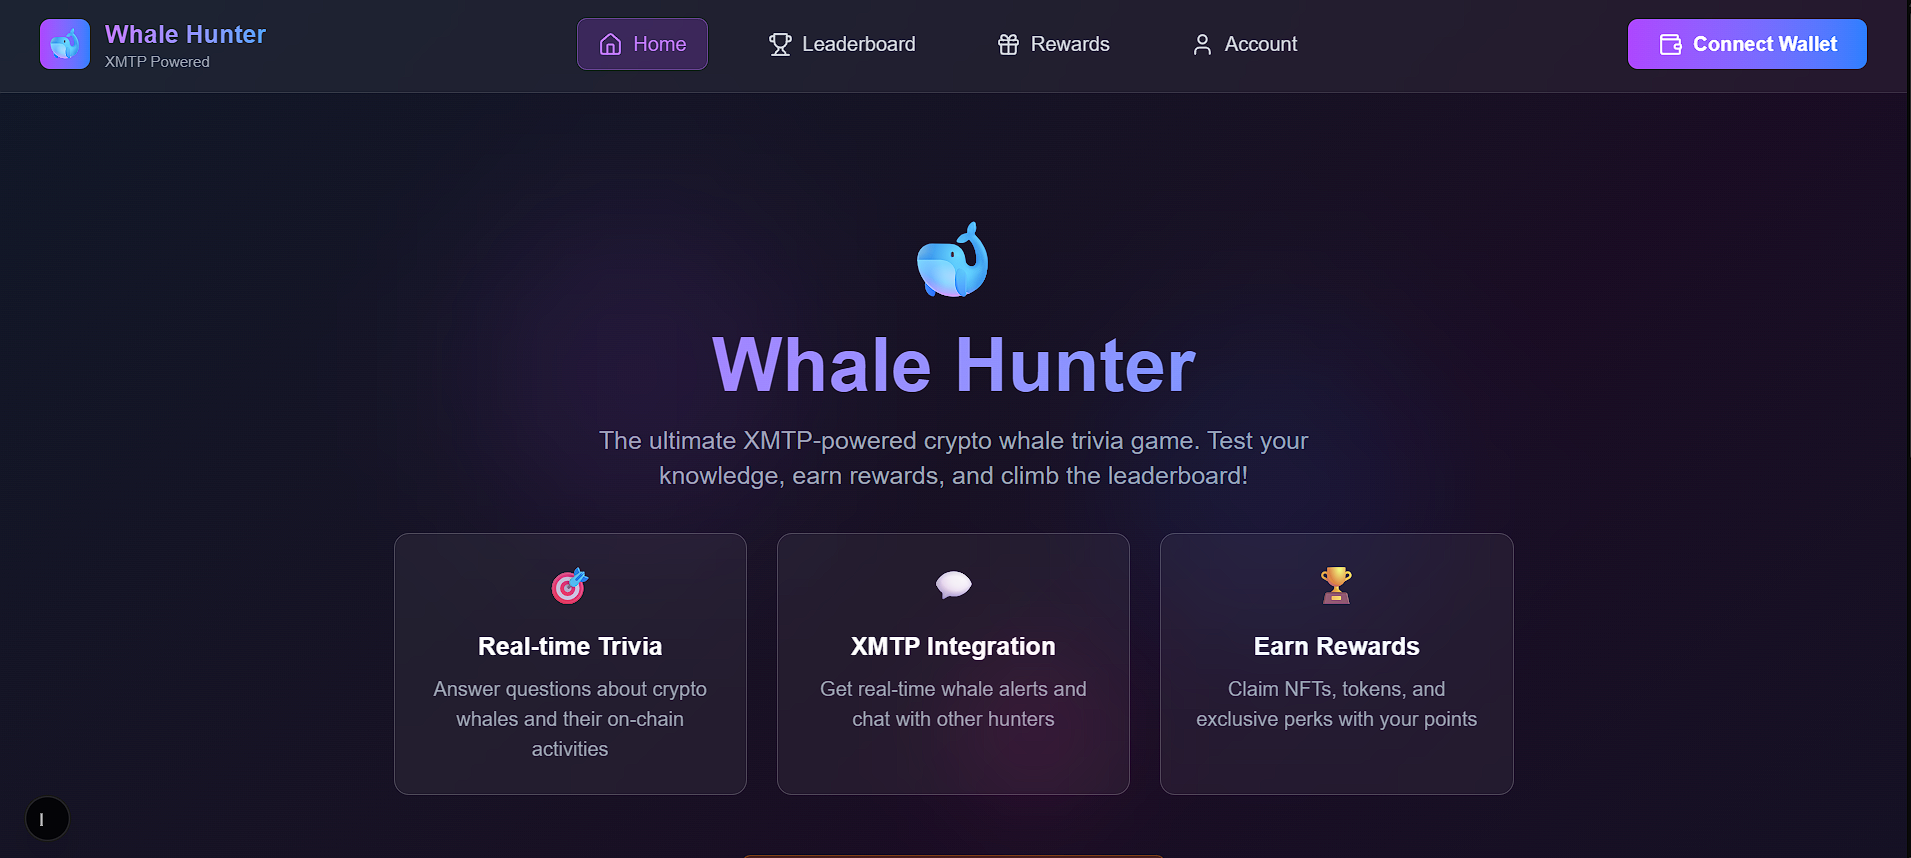 Whale Hunter
XMTP Powered
Home
Leaderboard
Rewards
Account
Connect Wallet
Whale Hunter
The ultimate XMTP-powered crypto whale trivia game. Test your
knowledge, earn rewards, and climb the leaderboard!
Real-time Trivia
Answer questions about crypto
whales and their on-chain
activities
XMTP Integration
Get real-time whale alerts and
chat with other hunters
Earn Rewards
Claim NFTs, tokens, and
exclusive perks with your points